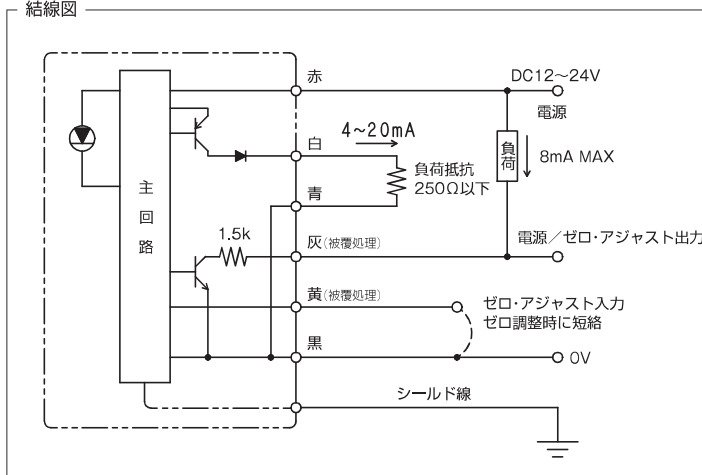 結線図
赤
DC12～24V
電源
4～20mA
白
負荷
8mA MAX
負荷抵抗
250Ω以下
主回路
青
1.5k
灰(被覆処理)
電源／ゼロ・アジャスト出力
黄(被覆処理)
ゼロ・アジャスト入力
ゼロ調整時に短絡
黒
0V
シールド線